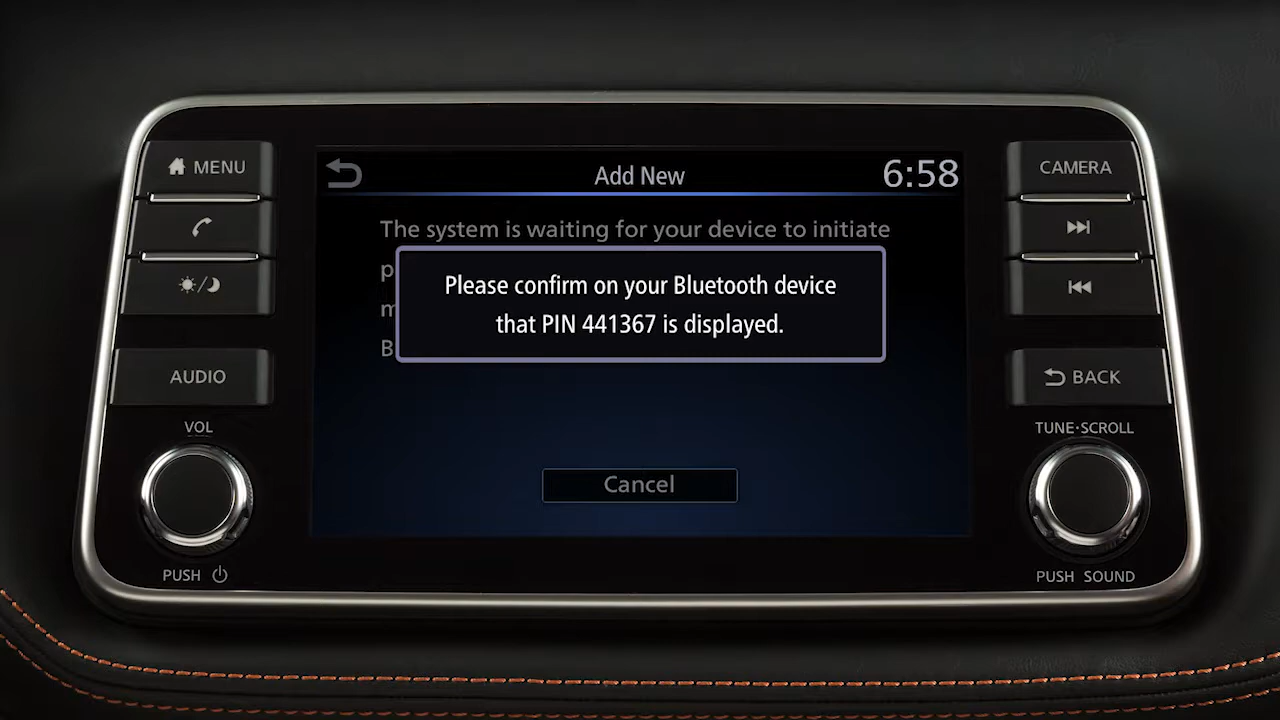 MENU
CAMERA
Add New
6:58
The system is waiting for your device to initiate
Please confirm on your Bluetooth device
that PIN 441367 is displayed.
Cancel
AUDIO
BACK
VOL
TUNE·SCROLL
PUSH
PUSH SOUND